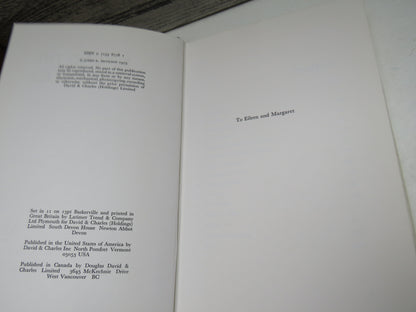 ISBN 0 7153
All rights reserved. No part of this publication
may be reproduced, stored in a retrieval system,
or transmitted, in any form or by any means,
electronic, mechanical, photocopying, recording
or otherwise, without the prior permission of
David & Charles (Holdings) Limited
To Eileen and Margaret
Set in 11 on 13pt Baskerville and printed in
Great Britain by Latimer Trend & Company
Ltd Plymouth for David & Charles (Holdings)
Limited South Devon House Newton Abbot
Devon
Published in the United States of America by
David & Charles Inc North Pomfret Vermont
05053 USA
Published in Canada by Douglas David &
Charles Limited 3645 McKechnie Drive
West Vancouver BC